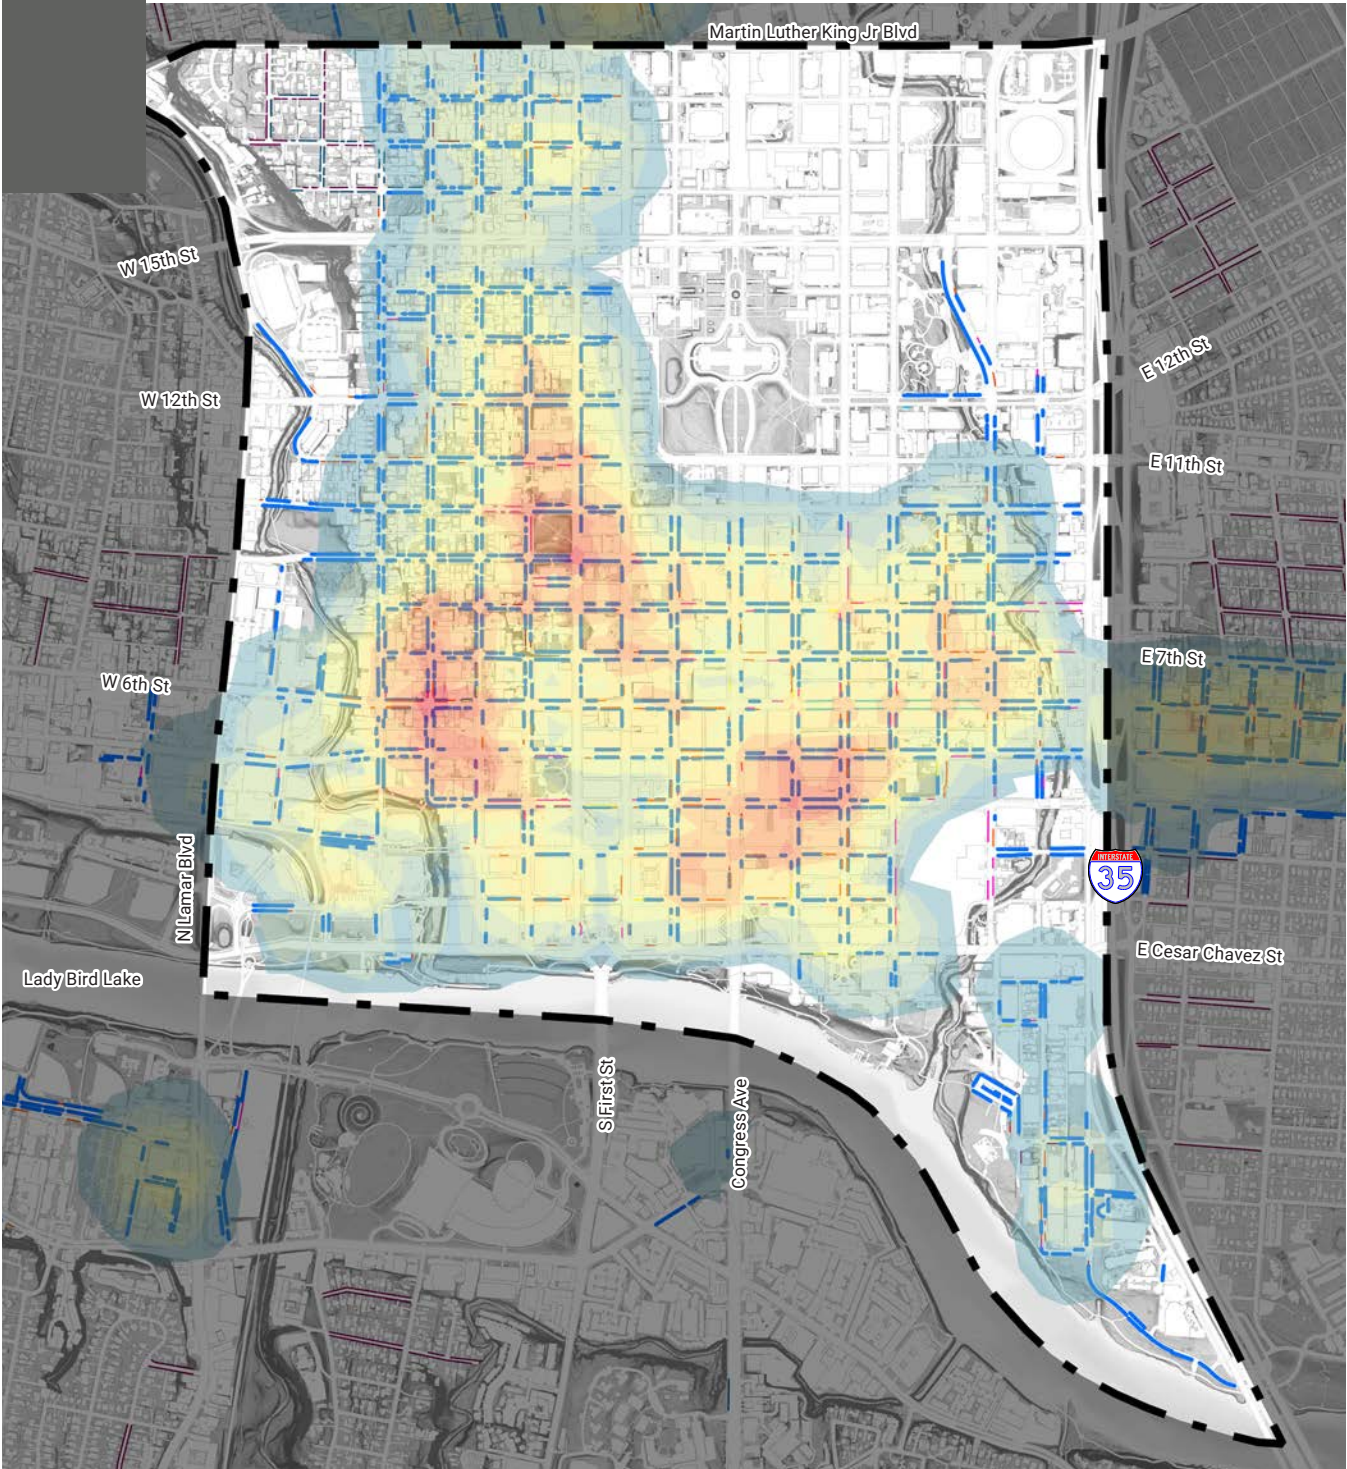 Martin Luther King Jr Blvd
W 15th St
E 12th St
W 12th St
E 11th St
E 7th St
W 6th St
N Lamar Blvd
INTERSTATE
35
E Cesar Chavez St
Lady Bird Lake
S First St
Congress Ave